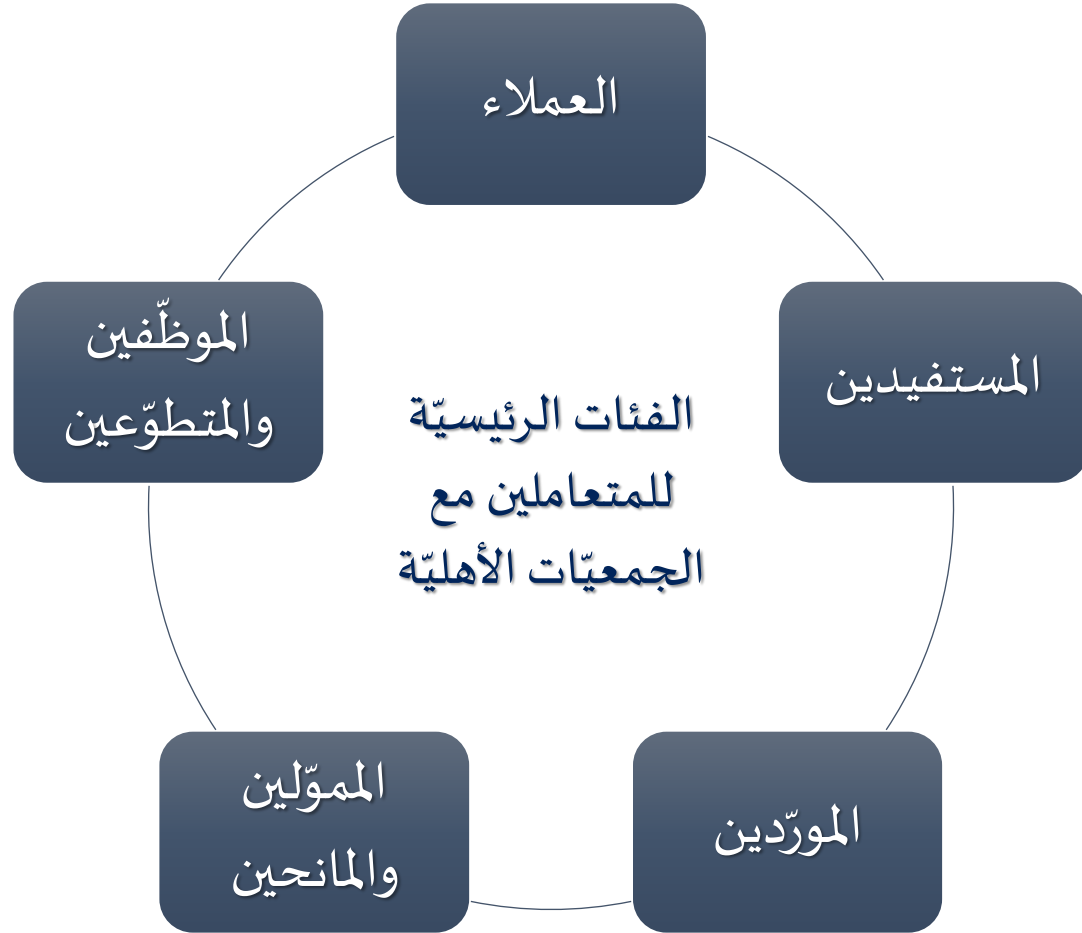 العملاء
المستفيدين
الموظّفين
والمتطوّعين
الفئات الرئيسيّة
للمتعاملين مع
الجمعيّات الأهليّة
المورّدين
المموّلين
والمانحين